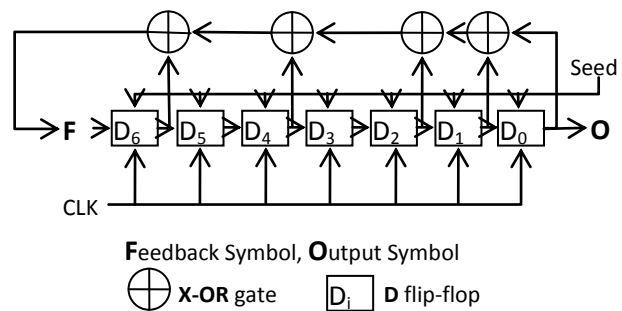 Seed
F D6 D5 D4 D3 D2 D1 D0 O
CLK
Feedback Symbol, Output Symbol
X-OR gate Di D flip-flop